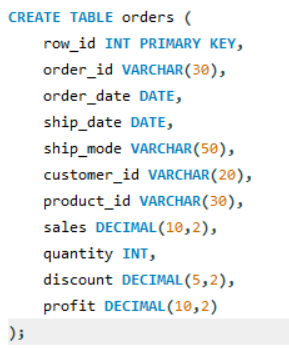 CREATE TABLE orders (
    row_id INT PRIMARY KEY,
    order_id VARCHAR(30),
    order_date DATE,
    ship_date DATE,
    ship_mode VARCHAR(50),
    customer_id VARCHAR(20),
    product_id VARCHAR(30),
    sales DECIMAL(10,2),
    quantity INT,
    discount DECIMAL(5,2),
    profit DECIMAL(10,2)
);